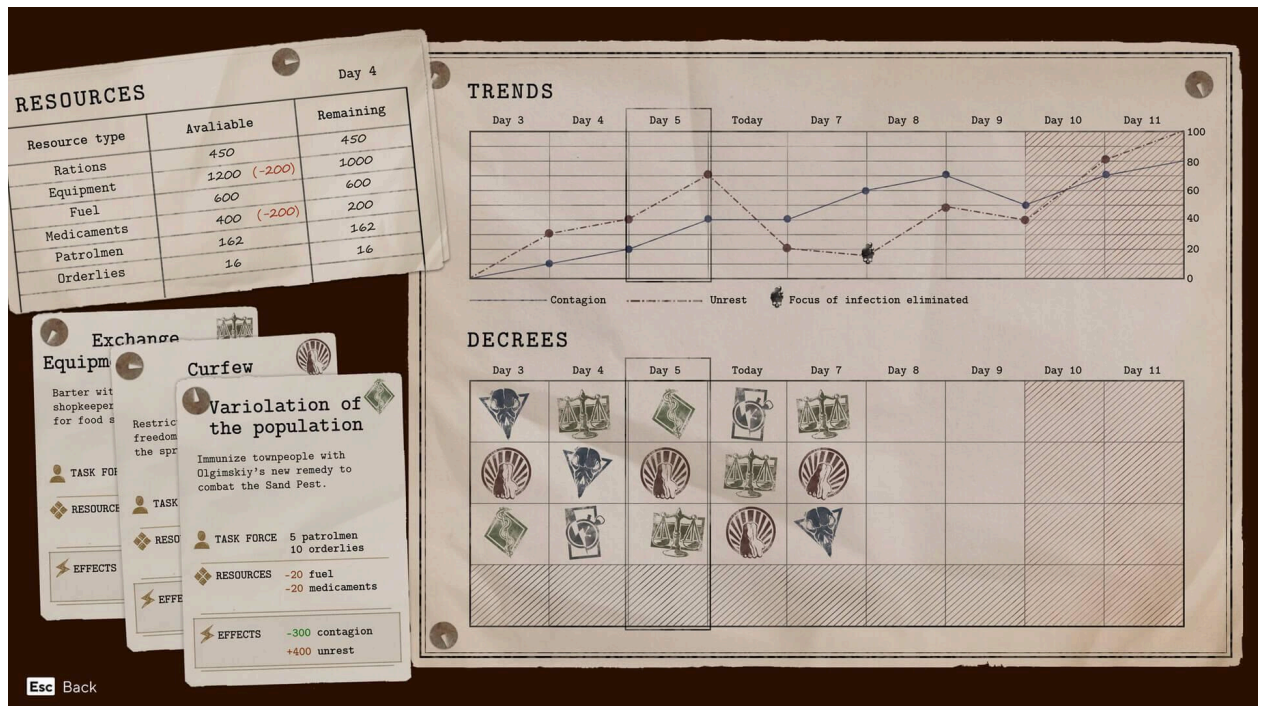 RESOURCES
Day 4
Resource type
Avaliable
Remaining
Rations
450
450
Equipment
1200 (-200)
1000
Fuel
600
600
Medicaments
400 (-200)
200
Patrolmen
162
162
Orderlies
16
16
Exchange
Equipm
Barter wit
shopkeeper
for food s
TASK FOR
RESOURCE
EFFECTS
Curfew
Restric
freedom
the spr
TASK
RESO
EFFE
Variolation of
the population
Immunize townpeople with
Olgimskiy's new remedy to
combat the Sand Pest.
TASK FORCE 5 patrolmen
10 orderlies
RESOURCES -20 fuel
-20 medicaments
EFFECTS -300 contagion
+400 unrest
TRENDS
Day 3 Day 4 Day 5 Today Day 7 Day 8 Day 9 Day 10 Day 11
100
80
60
40
20
0
Contagion Unrest Focus of infection eliminated
DECREES
Day 3 Day 4 Day 5 Today Day 7 Day 8 Day 9 Day 10 Day 11
Esc Back